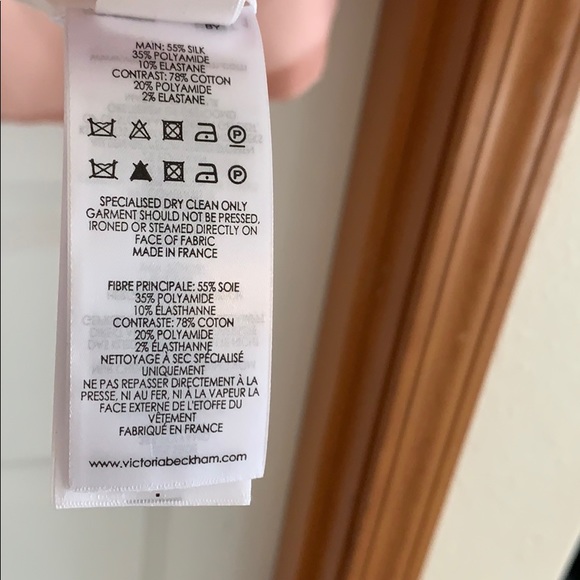 BY
MAIN: 55% SILK
35% POLYAMIDE
10% ELASTANE
CONTRAST: 78% COTTON
20% POLYAMIDE
2% ELASTANE
P
P
SPECIALISED DRY CLEAN ONLY
GARMENT SHOULD NOT BE PRESSED,
IRONED OR STEAMED DIRECTLY ON
FACE OF FABRIC
MADE IN FRANCE
FIBRE PRINCIPALE: 55% SOIE
35% POLYAMIDE
10% ÉLASTHANNE
CONTRASTE: 78% COTON
20% POLYAMIDE
2% ÉLASTHANNE
NETTOYAGE À SEC SPÉCIALISÉ
UNIQUEMENT
NE PAS REPASSER DIRECTEMENT À LA
PRESSE, NI AU FER, NI À LA VAPEUR LA
FACE EXTERNE DE L'ETOFFE DU
VÊTEMENT
FABRIQUÉ EN FRANCE
www.victoriabeckham.com